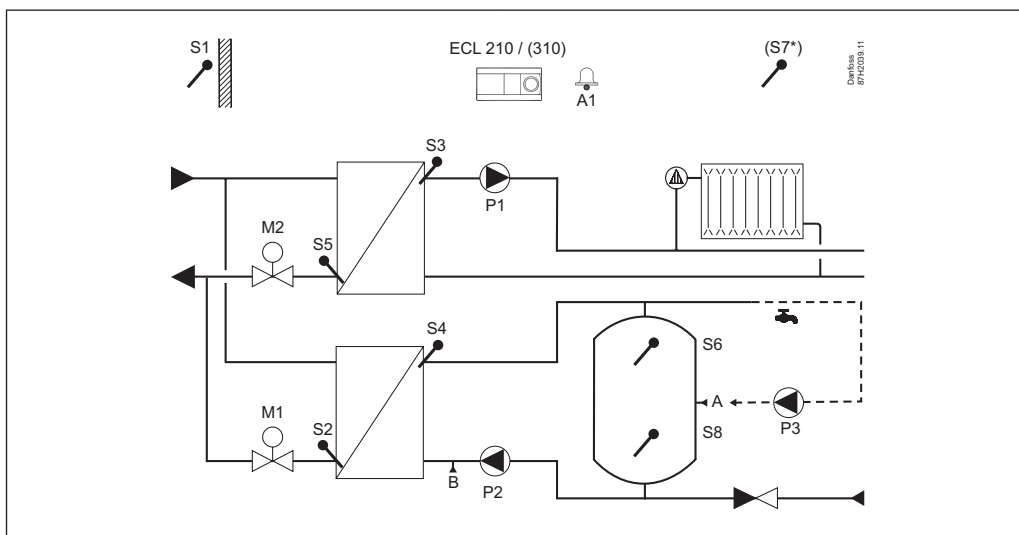 S1
ECL 210 / (310)
A1
(S7*)
Danfoss
87H2039.11
S3
P1
M2
S5
S4
S6
A
P3
S8
M1
S2
B
P2